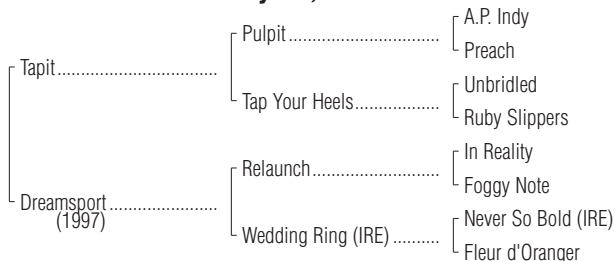 A.P. Indy
Pulpit
Preach
Tapit
Unbridled
Tap Your Heels
Ruby Slippers
In Reality
Relaunch
Foggy Note
Dreamsport
(1997)
Never So Bold (IRE)
Wedding Ring (IRE)
Fleur d'Oranger